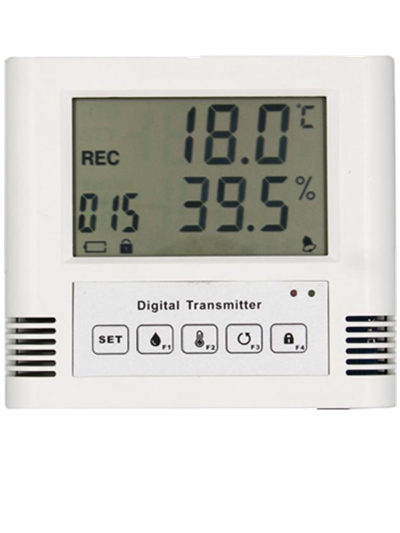 18.0℃
REC
015 39.5%
Digital Transmitter
SET F1 F2 F3 F4